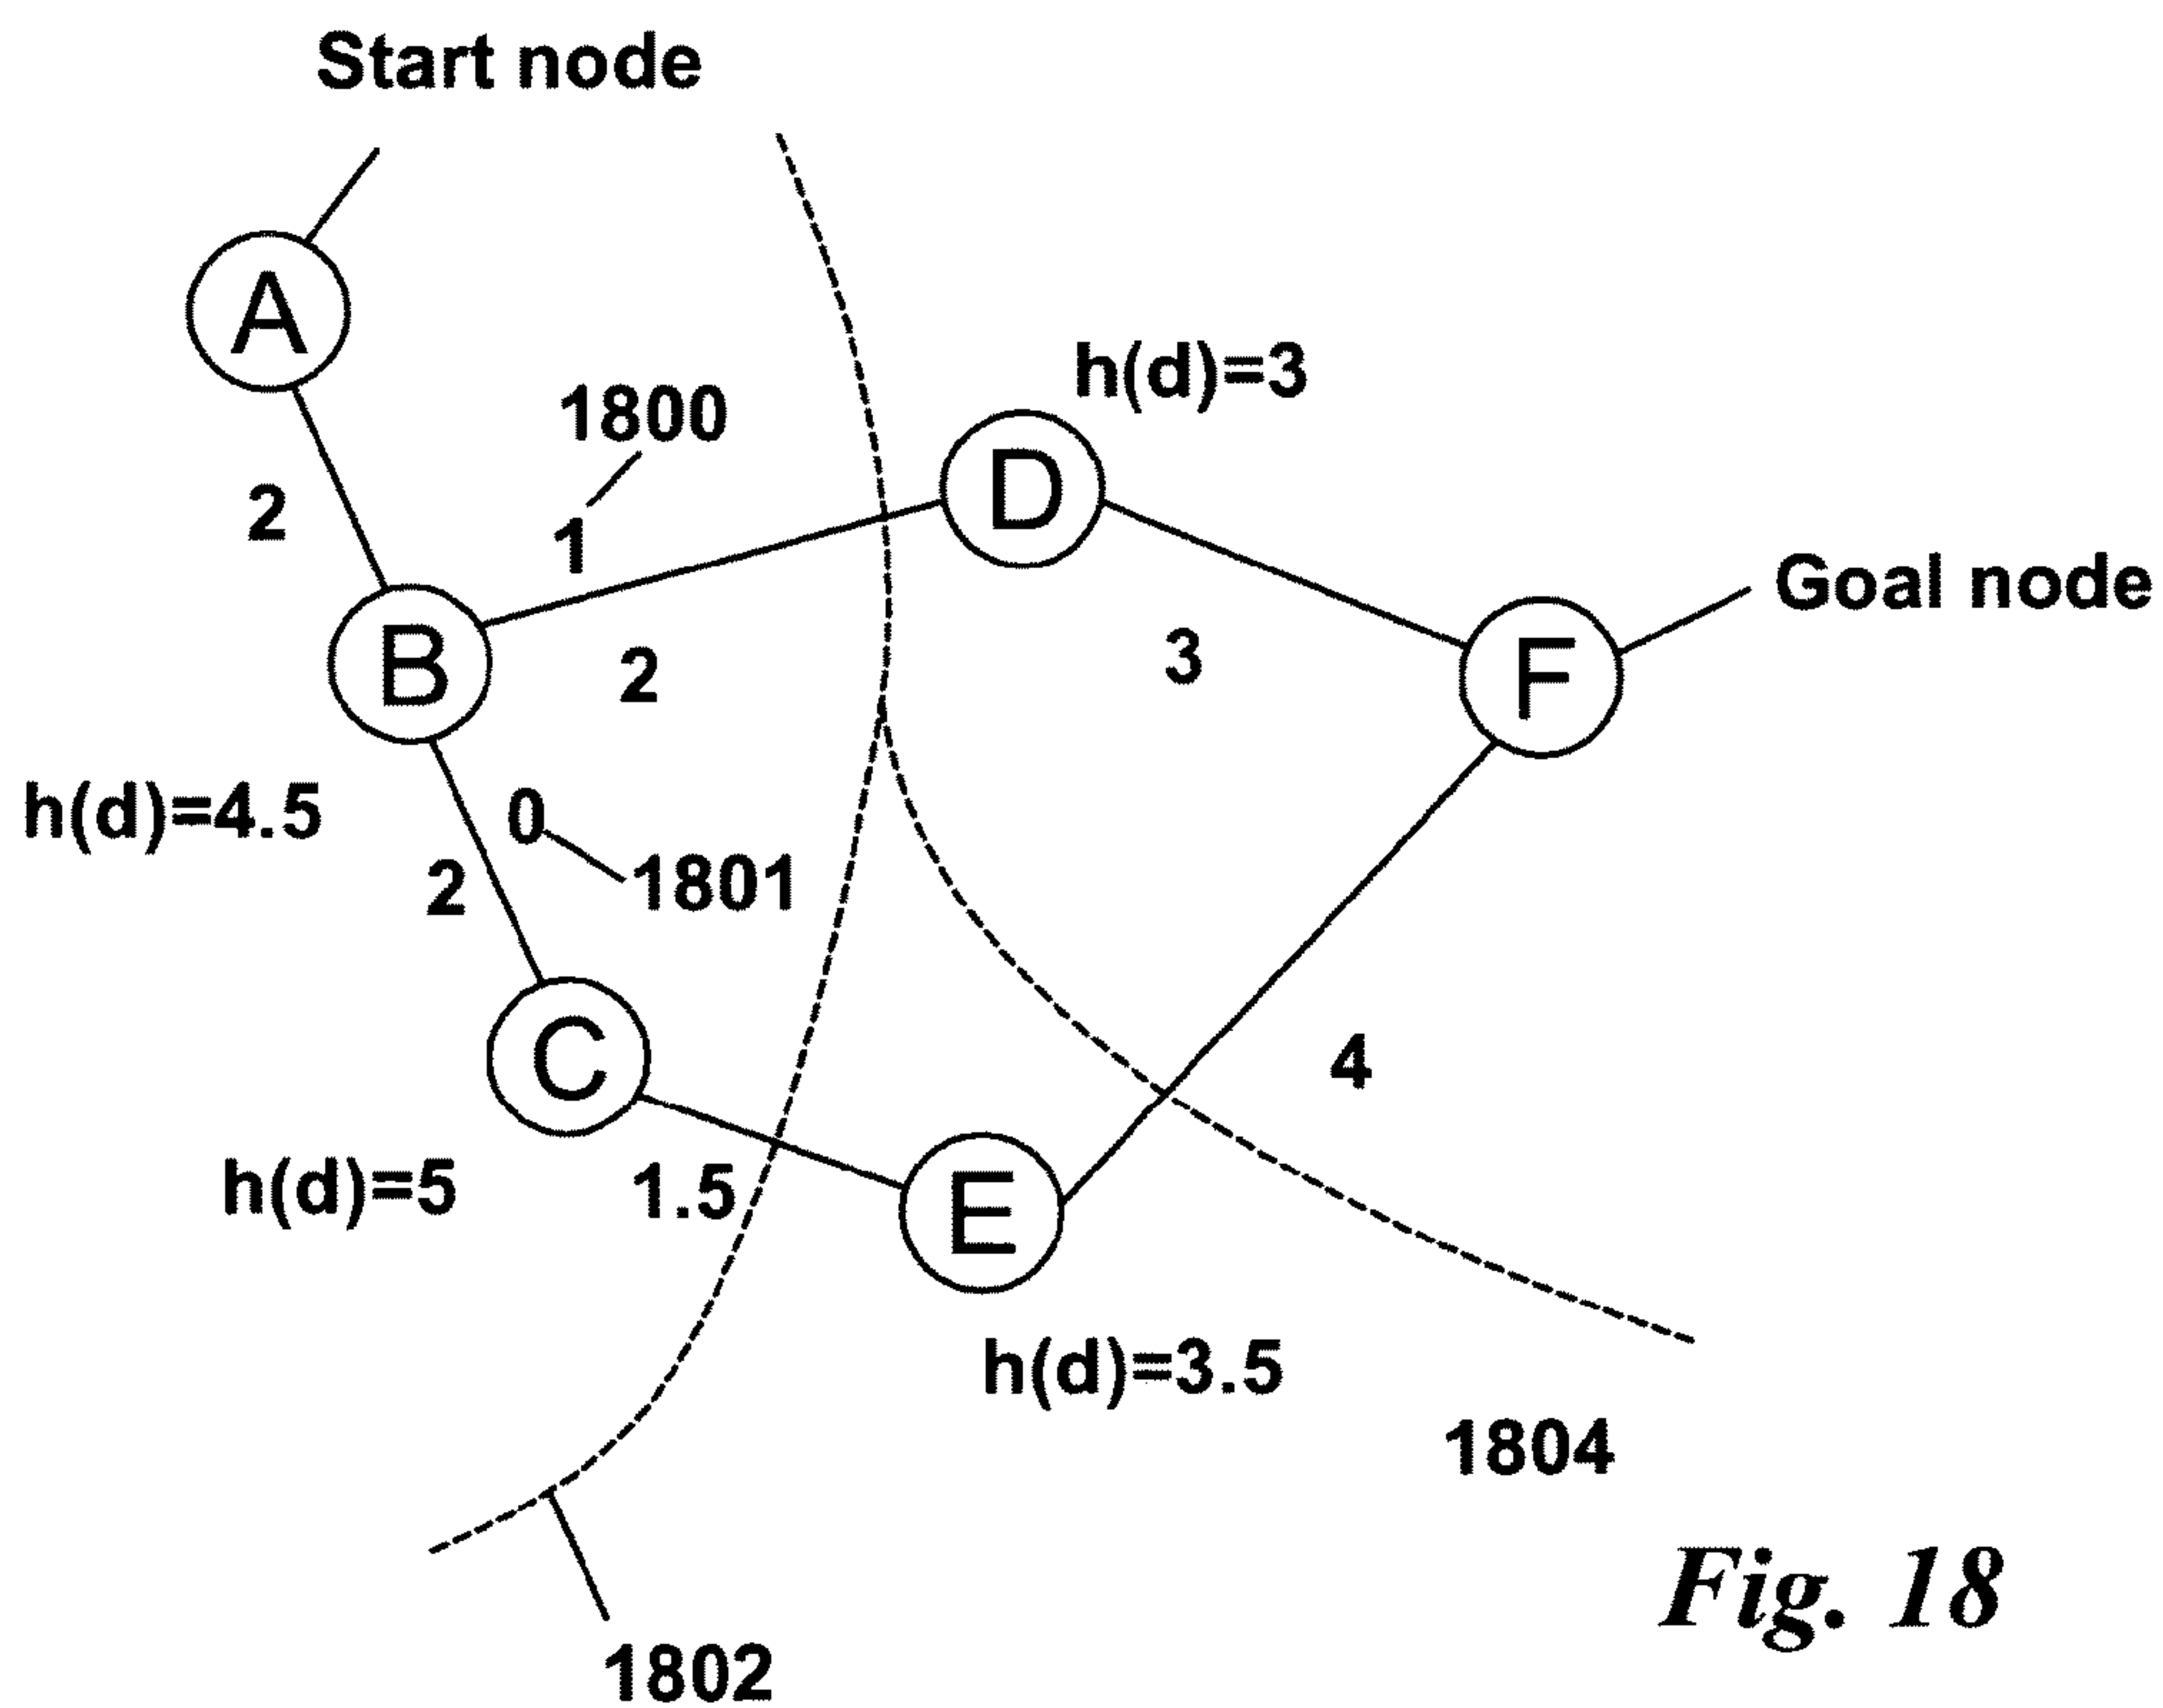 Start node
A
h(d)=3
1800
D
2
1
Goal node
B
2
3
F
h(d)=4.5
0
2
1801
C
4
h(d)=5
1.5
E
h(d)=3.5
1804
Fig. 18
1802